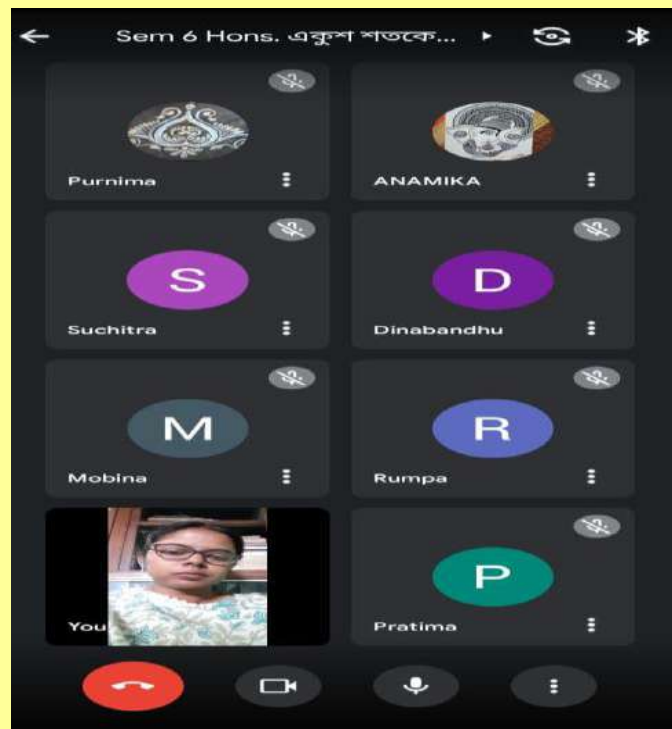 Sem 6 Hons. একুশ শতকে...
Purnima
ANAMIKA
S
D
Suchitra
Dinabandhu
M
R
Mobina
Rumpa
P
You
Pratima